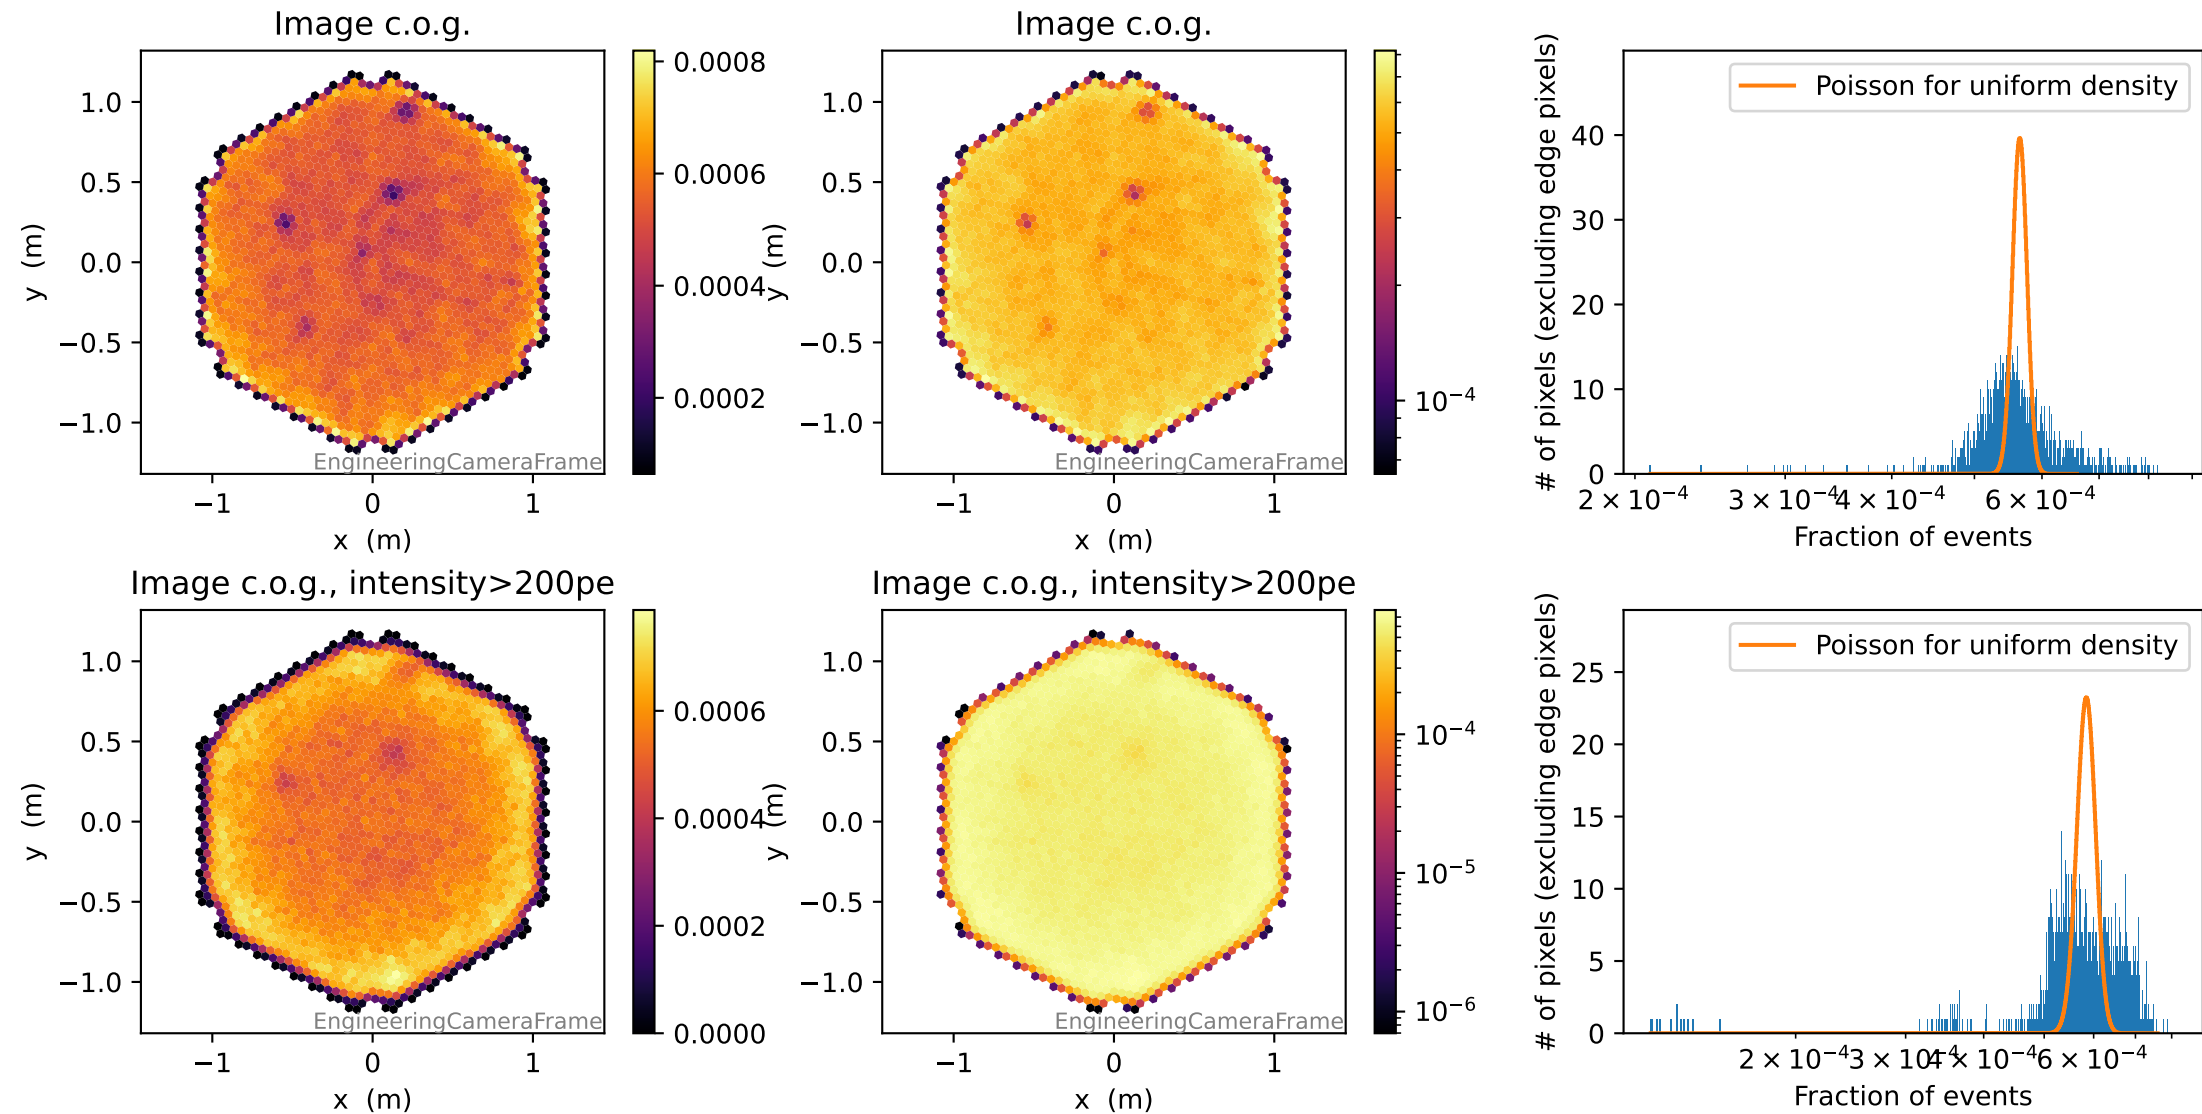 Image c.o.g.
1.0
0.5
0.0
−0.5
−1.0
y (m)
−1
0
1
x (m)
EngineeringCameraFrame
0.0008
0.0006
0.0004
0.0002
Image c.o.g.
1.0
0.5
0.0
−0.5
−1.0
y (m)
−1
0
1
x (m)
EngineeringCameraFrame
10⁻⁴
Poisson for uniform density
# of pixels (excluding edge pixels)
40
30
20
10
0
2 × 10⁻⁴
3 × 10⁻⁴
4 × 10⁻⁴
6 × 10⁻⁴
Fraction of events
Image c.o.g., intensity>200pe
1.0
0.5
0.0
−0.5
−1.0
y (m)
−1
0
1
x (m)
EngineeringCameraFrame
0.0006
0.0004
0.0002
0.0000
Image c.o.g., intensity>200pe
1.0
0.5
0.0
−0.5
−1.0
y (m)
−1
0
1
x (m)
EngineeringCameraFrame
10⁻⁴
10⁻⁵
10⁻⁶
Poisson for uniform density
# of pixels (excluding edge pixels)
25
20
15
10
5
0
2 × 10⁻⁴
3 × 10⁻⁴
4 × 10⁻⁴
6 × 10⁻⁴
Fraction of events